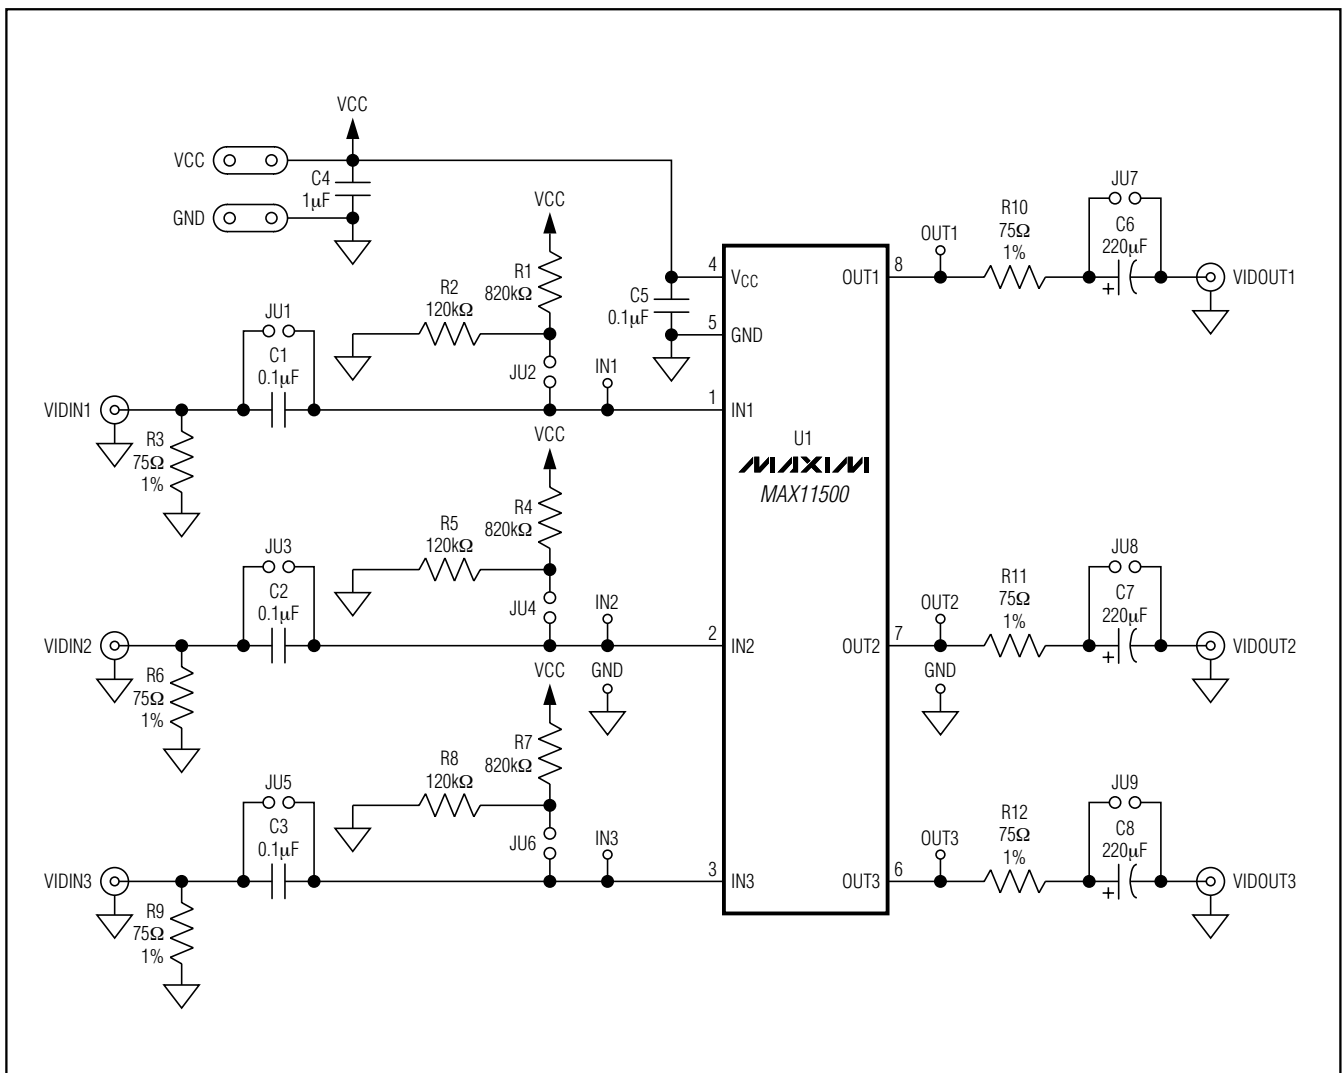 VCC
VCC
C4
1µF
GND
VCC
R1
820kΩ
R2
120kΩ
JU1
C1
0.1µF
JU2
IN1
VIDIN1
R3
75Ω
1%
C5
0.1µF
4
VCC
5
GND
1
IN1
U1
MAXIM
MAX11500
OUT1
8
OUT1
R10
75Ω
1%
JU7
C6
220µF
+
VIDOUT1
VCC
R4
820kΩ
R5
120kΩ
JU3
C2
0.1µF
JU4
IN2
VIDIN2
R6
75Ω
1%
GND
2
IN2
OUT2
7
OUT2
GND
R11
75Ω
1%
JU8
C7
220µF
+
VIDOUT2
VCC
R7
820kΩ
R8
120kΩ
JU5
C3
0.1µF
JU6
IN3
VIDIN3
R9
75Ω
1%
3
IN3
OUT3
6
OUT3
R12
75Ω
1%
JU9
C8
220µF
+
VIDOUT3